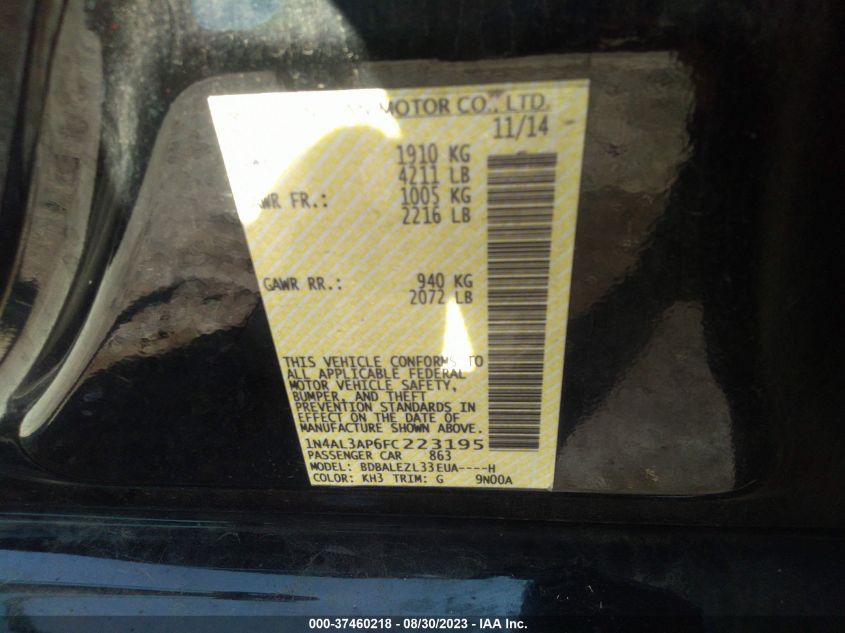 MOTOR CO., LTD.
11/14
1910 KG
4211 LB
FR.: 1005 KG
2216 LB
GAWR RR.: 940 KG
2072 LB
THIS VEHICLE CONFORMS TO
ALL APPLICABLE FEDERAL
MOTOR VEHICLE SAFETY,
BUMPER, AND THEFT
PREVENTION STANDARDS IN
EFFECT ON THE DATE OF
MANUFACTURE SHOWN ABOVE.
1N4AL3AP6FC223195
PASSENGER CAR 863
MODEL: BDBALEZL33EUA----H
COLOR: KH3 TRIM: G 9N00A
000-37460218 - 08/30/2023 - IAA Inc.